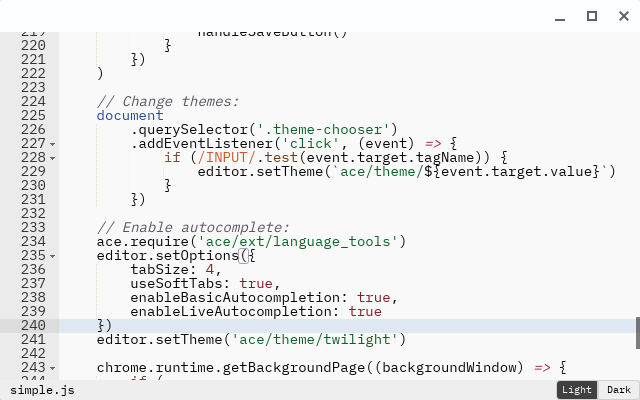 219                 handleSaveButton()
220             }
221         })
222     )
223
224     // Change themes:
225     document
226         .querySelector('.theme-chooser')
227         .addEventListener('click', (event) => {
228             if (/INPUT/.test(event.target.tagName)) {
229                 editor.setTheme(`ace/theme/${event.target.value}`)
230             }
231         })
232
233     // Enable autocomplete:
234     ace.require('ace/ext/language_tools')
235     editor.setOptions({
236         tabSize: 4,
237         useSoftTabs: true,
238         enableBasicAutocompletion: true,
239         enableLiveAutocompletion: true
240     })
241     editor.setTheme('ace/theme/twilight')
242
243     chrome.runtime.getBackgroundPage((backgroundWindow) => {
244         if (
simple.js
Light Dark